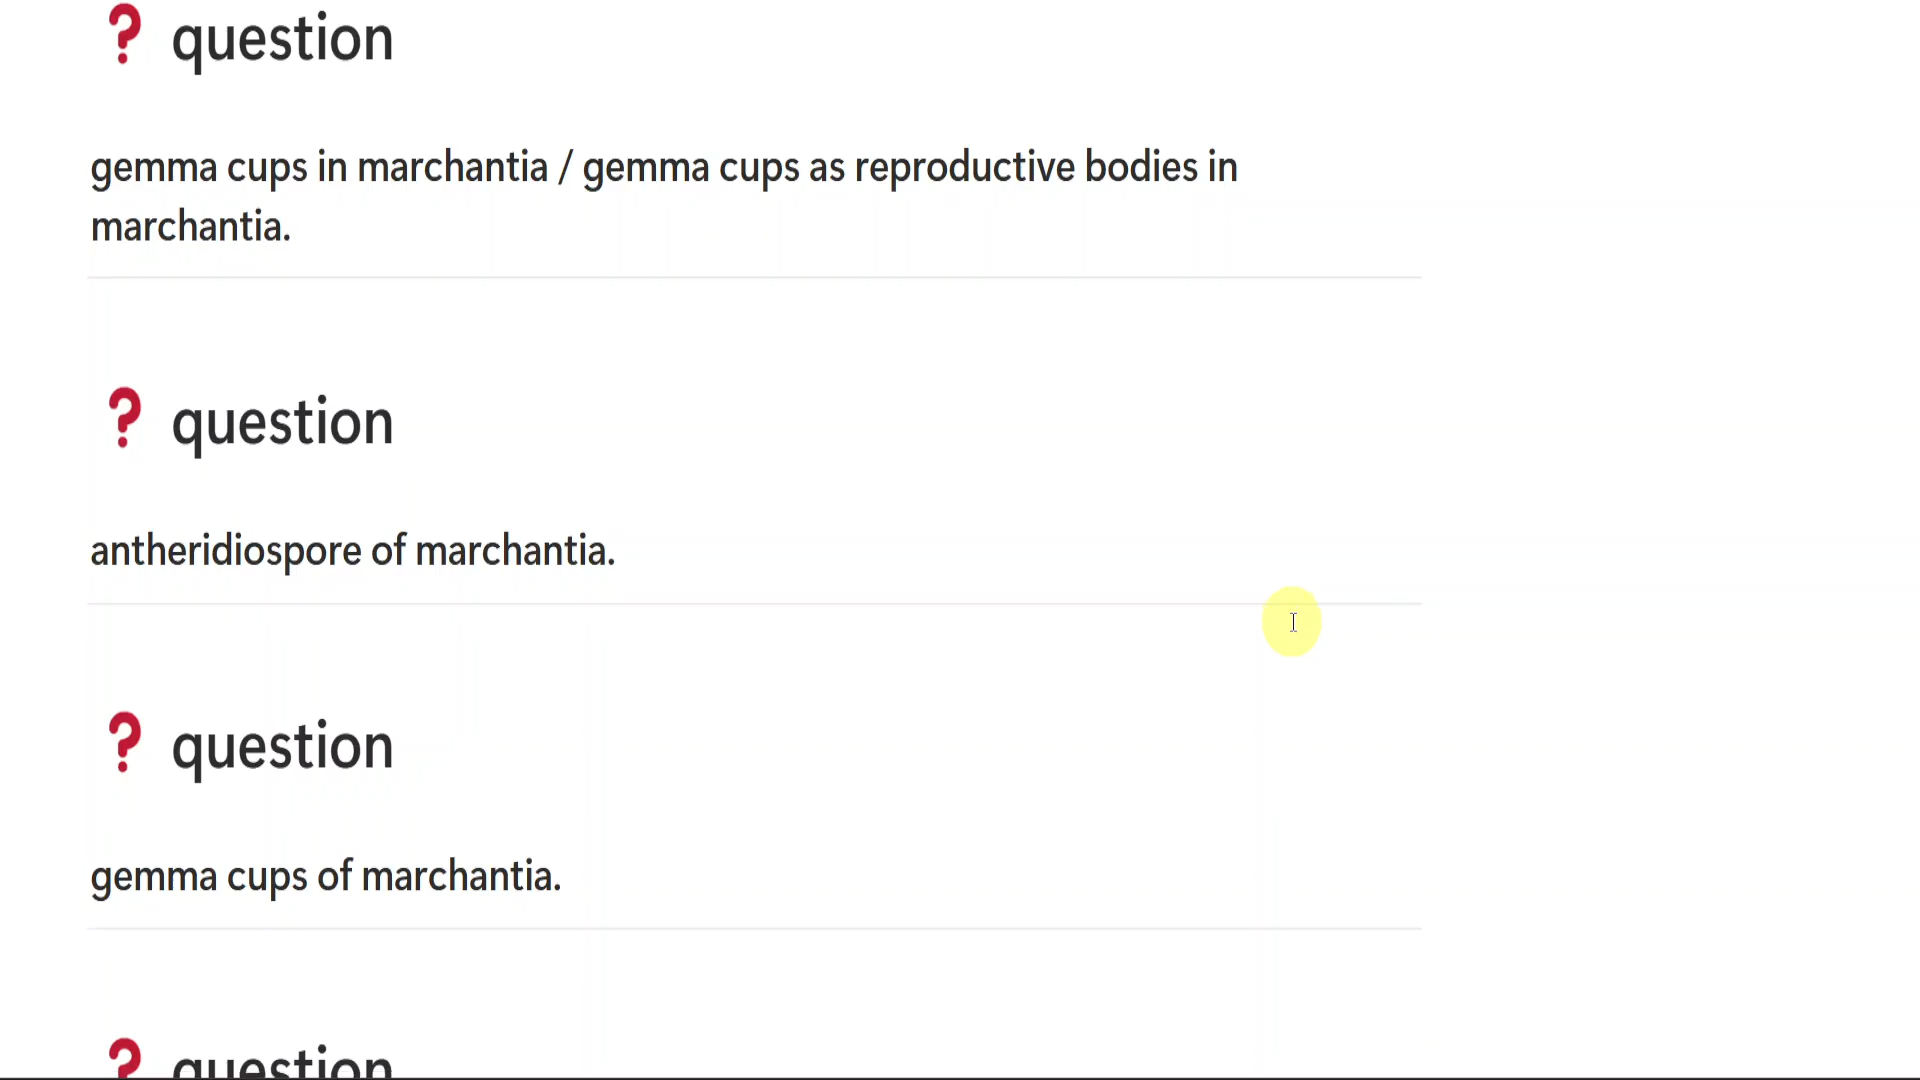 ? question
gemma cups in marchantia / gemma cups as reproductive bodies in
marchantia.
? question
antheridiospore of marchantia.
? question
gemma cups of marchantia.
? question